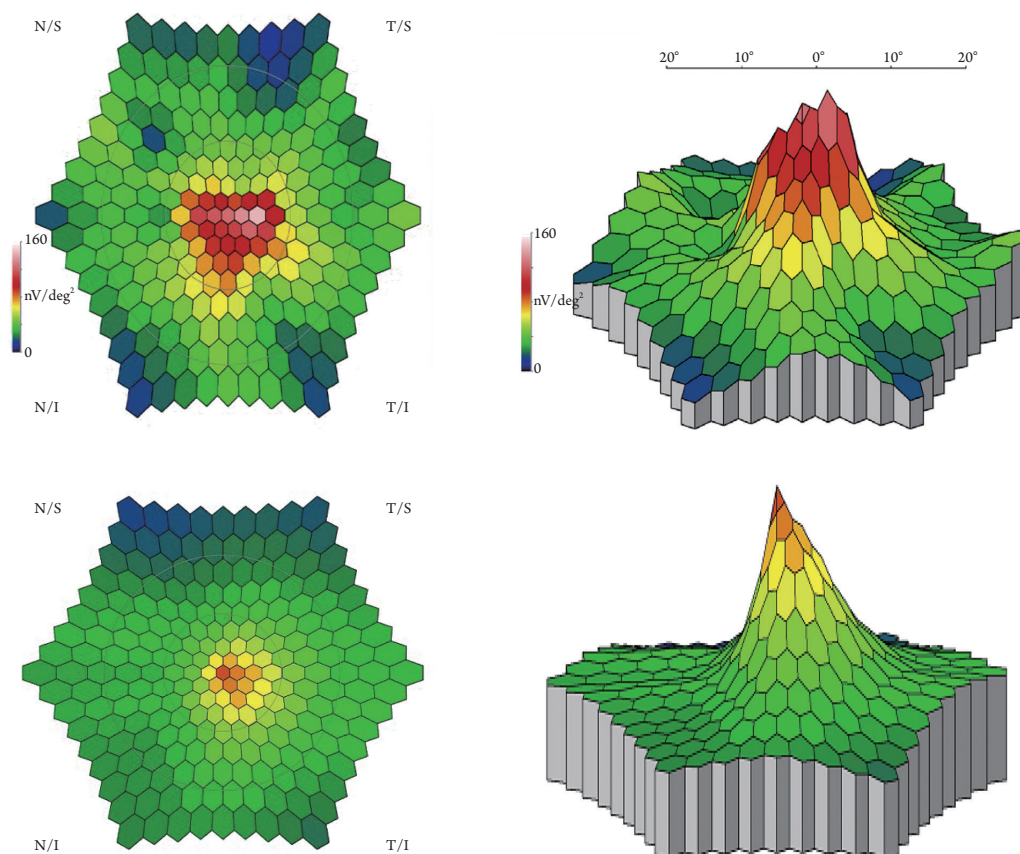 N/S T/S
160
nV/deg²
0
N/I T/I
20° 10° 0° 10° 20°
160
nV/deg²
0
N/S T/S
N/I T/I